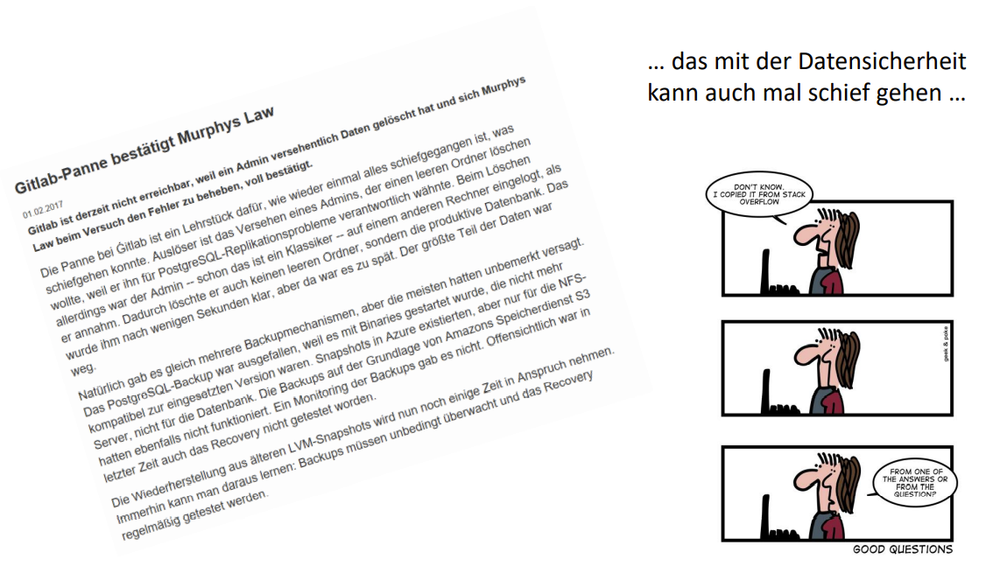 Gitlab-Panne bestätigt Murphys Law
01.02.2017
Gitlab ist derzeit nicht erreichbar, weil ein Admin versehentlich Daten gelöscht hat und sich Murphys
Law beim Versuch den Fehler zu beheben, voll bestätigt.
Die Panne bei Gitlab ist ein Lehrstück dafür, wie wieder einmal alles schiefgegangen ist, was
schiefgehen konnte. Auslöser ist das Versehen eines Admins, der einen leeren Ordner löschen
wollte, weil er ihn für PostgreSQL-Replikationsprobleme verantwortlich wähnte. Beim Löschen
allerdings war der Admin -- schon das ist ein Klassiker -- auf einem anderen Rechner eingelogt, als
er annahm. Dadurch löschte er auch keinen leeren Ordner, sondern die produktive Datenbank. Das
wurde ihm nach wenigen Sekunden klar, aber da war es zu spät. Der größte Teil der Daten war
weg.
Natürlich gab es gleich mehrere Backupmechanismen, aber die meisten hatten unbemerkt versagt.
Das PostgreSQL-Backup war ausgefallen, weil es mit Binaries gestartet wurde, die nicht mehr
kompatibel zur eingesetzten Version waren. Snapshots in Azure existierten, aber nur für die NFS-
Server, nicht für die Datenbank. Die Backups auf der Grundlage von Amazons Speicherdienst S3
hatten ebenfalls nicht funktioniert. Ein Monitoring der Backups gab es nicht. Offensichtlich war in
letzter Zeit auch das Recovery nicht getestet worden.
Die Wiederherstellung aus älteren LVM-Snapshots wird nun noch einige Zeit in Anspruch nehmen.
Immerhin kann man daraus lernen: Backups müssen unbedingt überwacht und das Recovery
regelmäßig getestet werden.
... das mit der Datensicherheit
kann auch mal schief gehen ...
DON'T KNOW.
I COPIED IT FROM STACK
OVERFLOW
geek & poke
FROM ONE OF
THE ANSWERS OR
FROM THE
QUESTION?
GOOD QUESTIONS